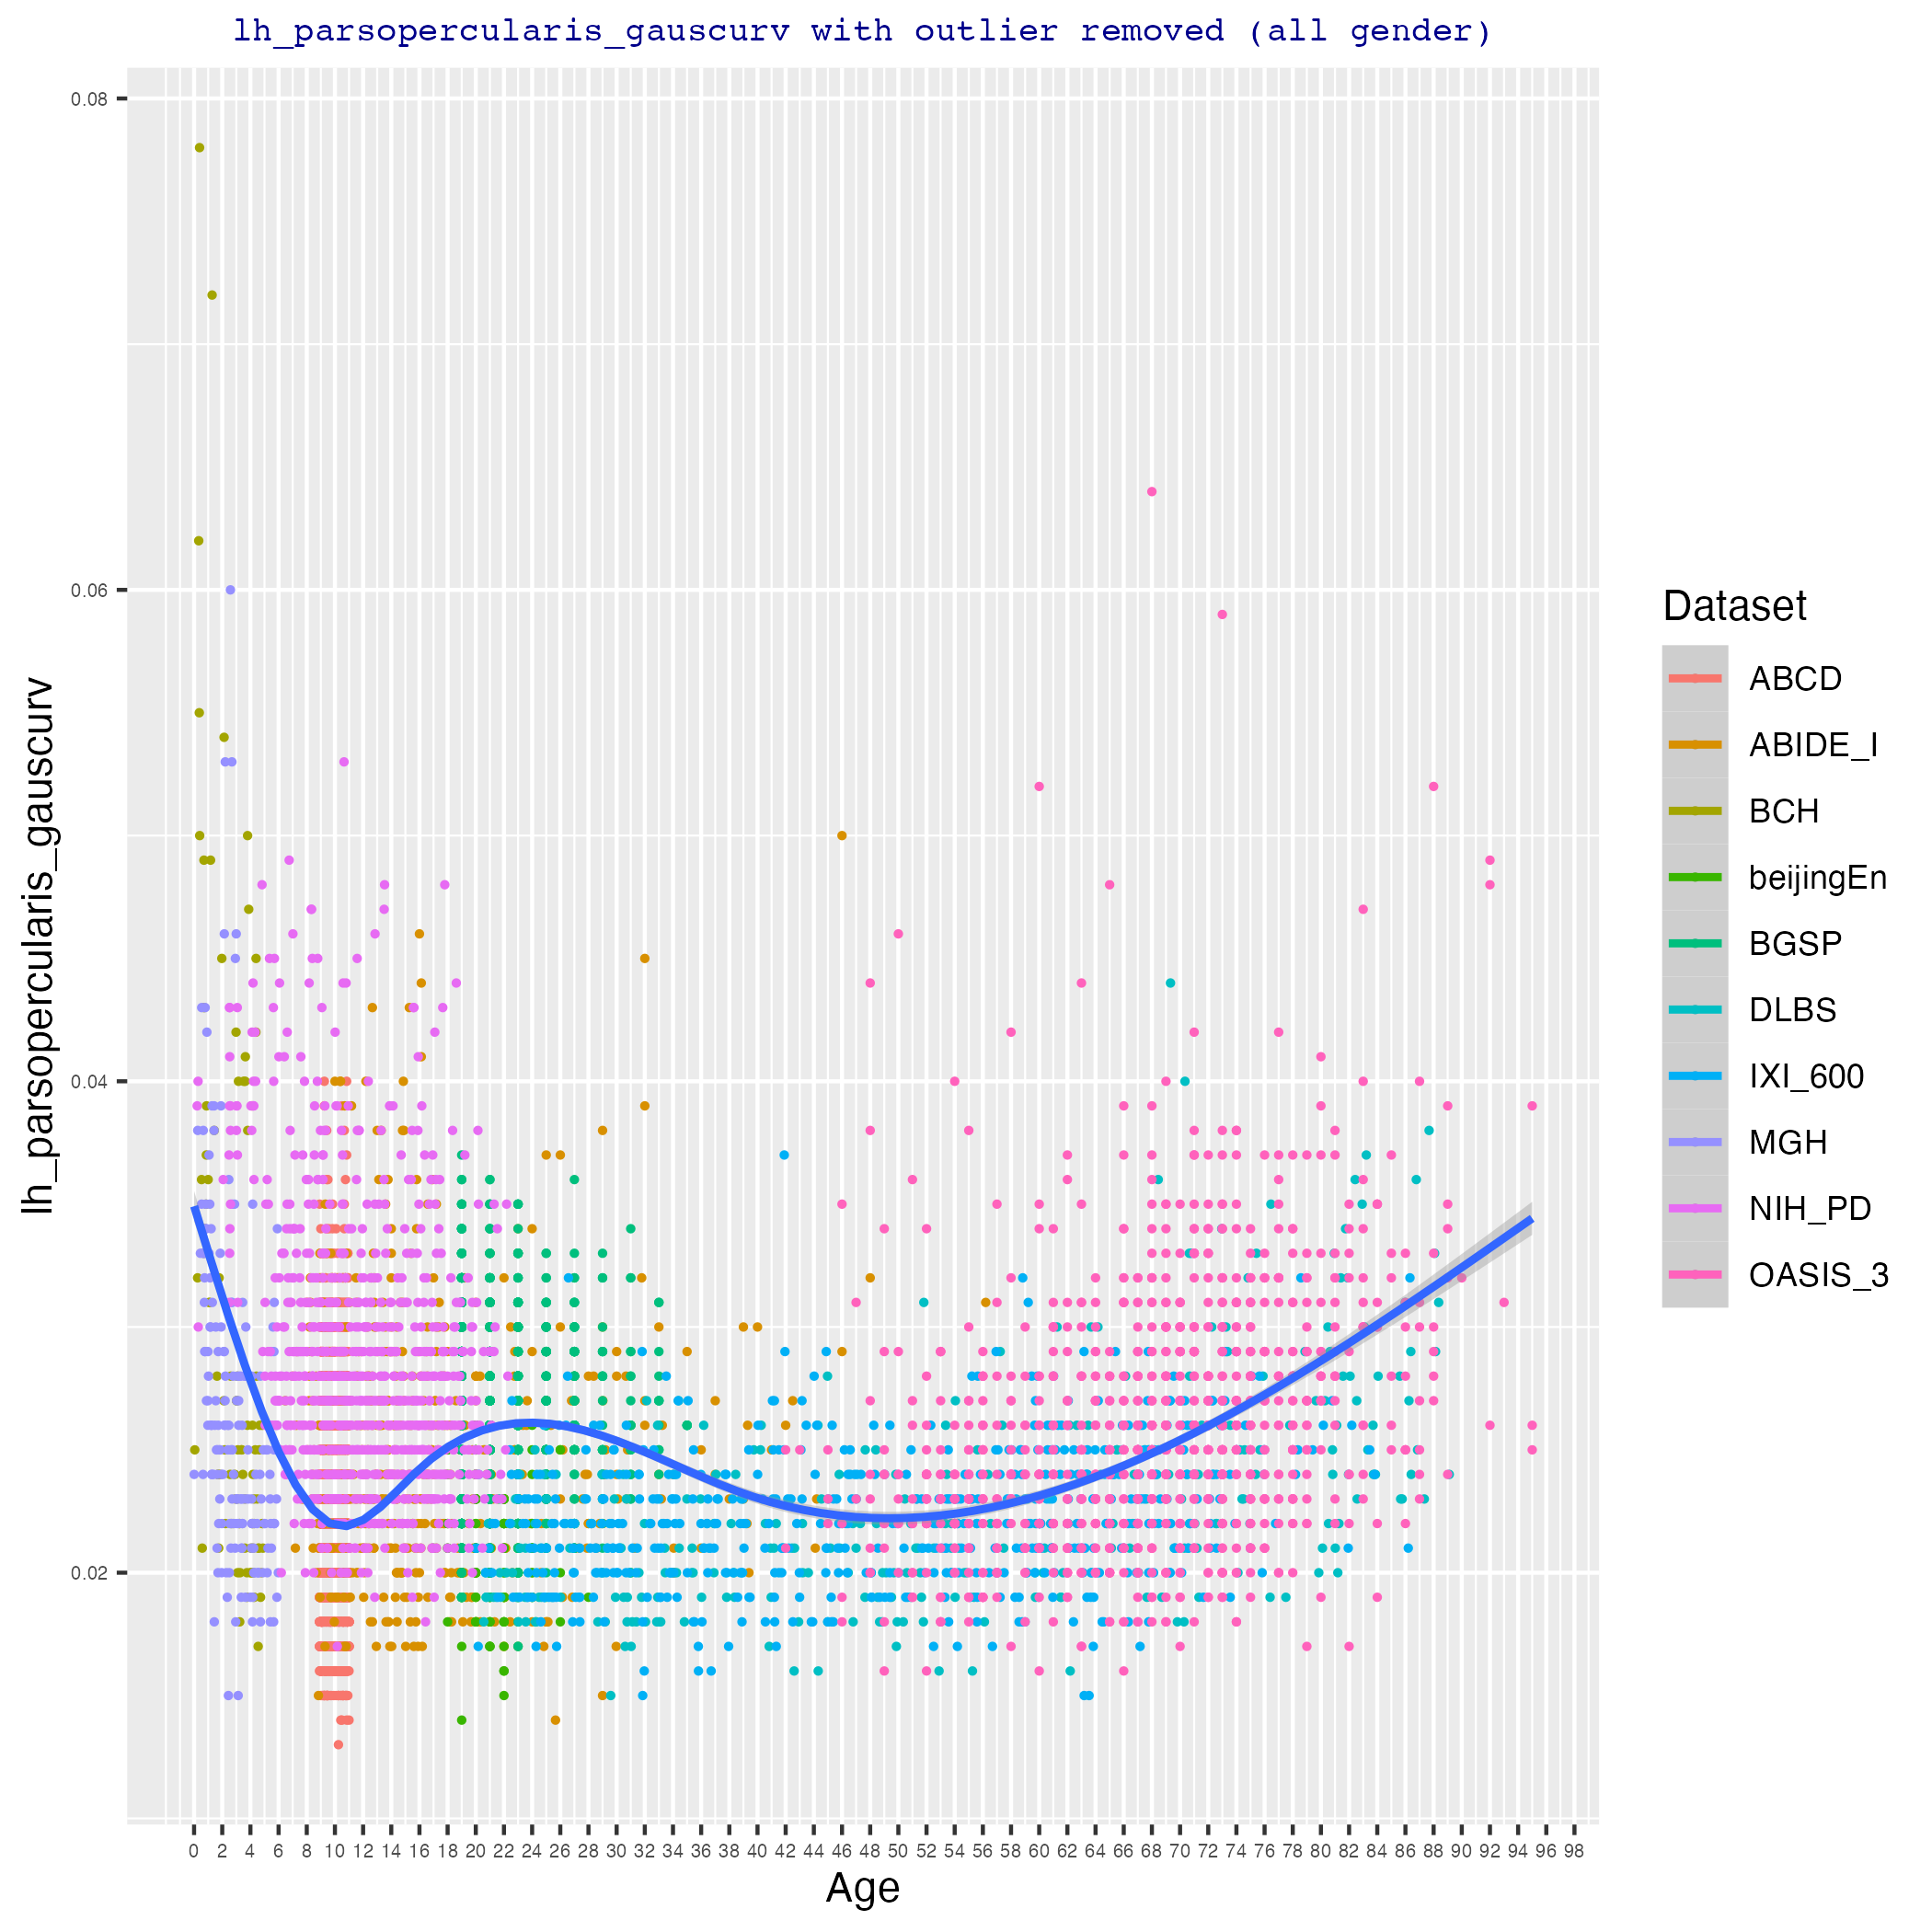 lh_parsopercularis_gauscurv with outlier removed (all gender)
lh_parsopercularis_gauscurv
0.08
0.06
0.04
0.02
0 2 4 6 8 10 12 14 16 18 20 22 24 26 28 30 32 34 36 38 40 42 44 46 48 50 52 54 56 58 60 62 64 66 68 70 72 74 76 78 80 82 84 86 88 90 92 94 96 98
Age
Dataset
ABCD
ABIDE_I
BCH
beijingEn
BGSP
DLBS
IXI_600
MGH
NIH_PD
OASIS_3